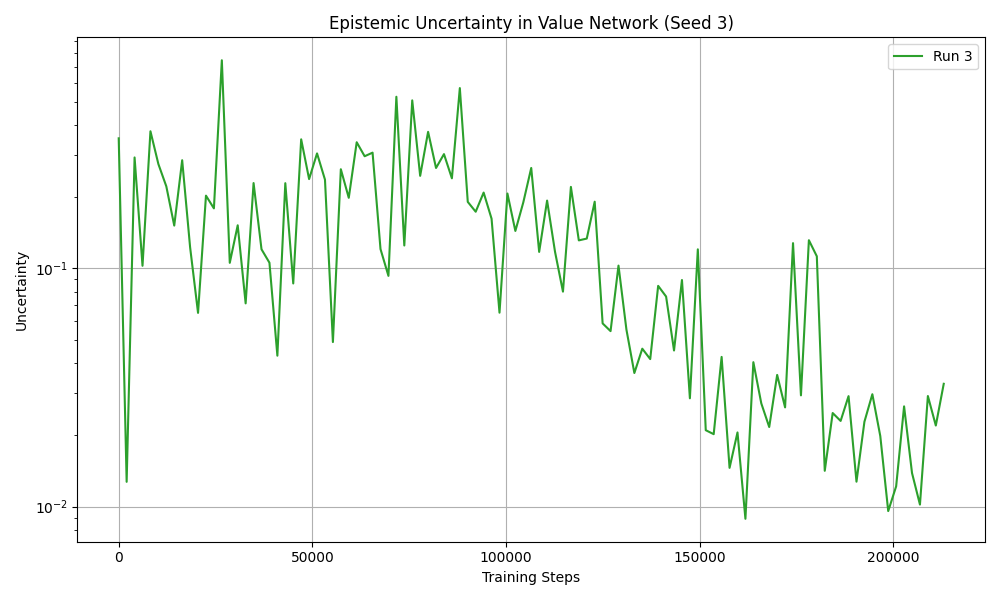 Epistemic Uncertainty in Value Network (Seed 3)
Run 3
Uncertainty
10⁻¹
10⁻²
0 50000 100000 150000 200000
Training Steps